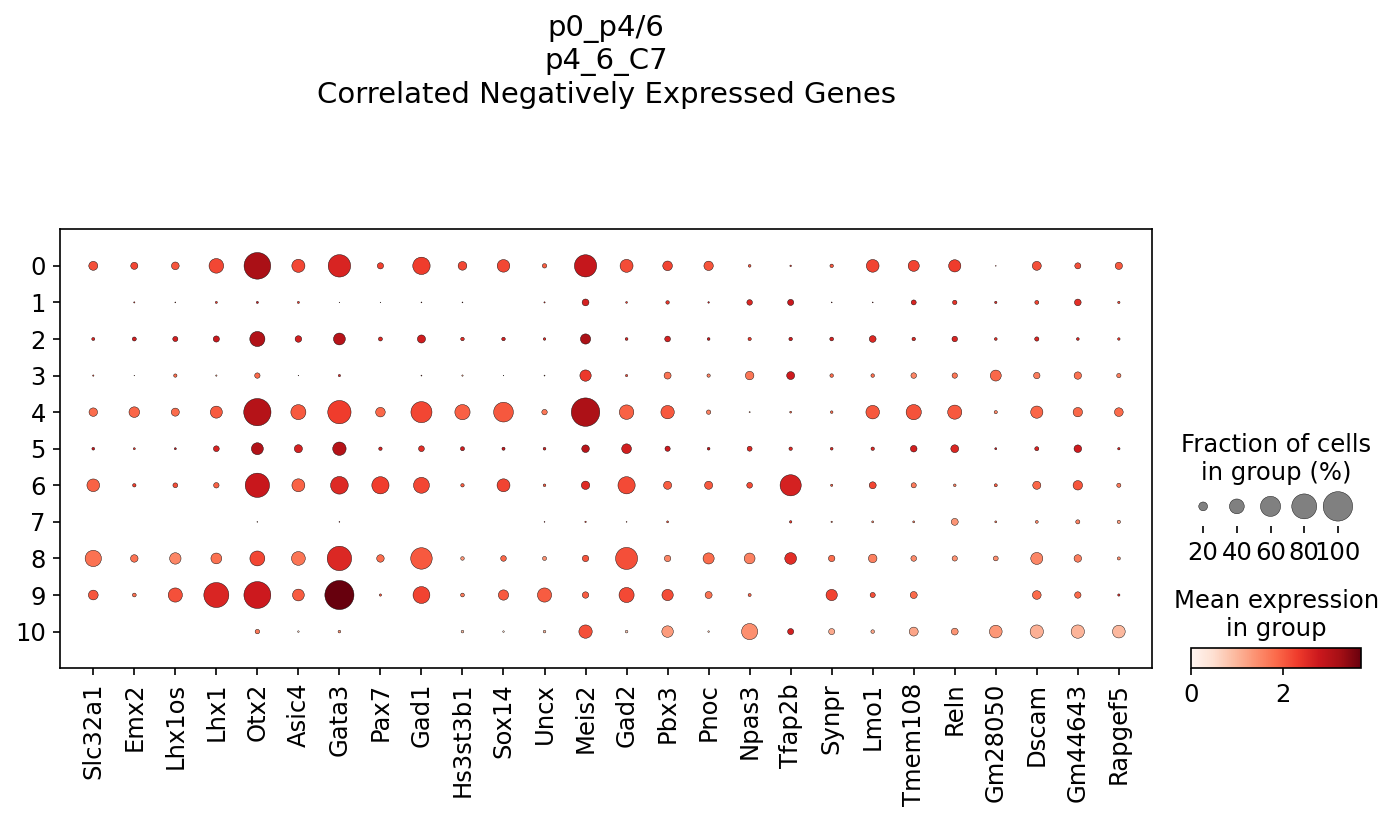 p0_p4/6
p4_6_C7
Correlated Negatively Expressed Genes
0
1
2
3
4
5
6
7
8
9
10
Slc32a1
Emx2
Lhx1os
Lhx1
Otx2
Asic4
Gata3
Pax7
Gad1
Hs3st3b1
Sox14
Uncx
Meis2
Gad2
Pbx3
Pnoc
Npas3
Tfap2b
Synpr
Lmo1
Tmem108
Reln
Gm28050
Dscam
Gm44643
Rapgef5
Fraction of cells
in group (%)
20 40 60 80 100
Mean expression
in group
0 2